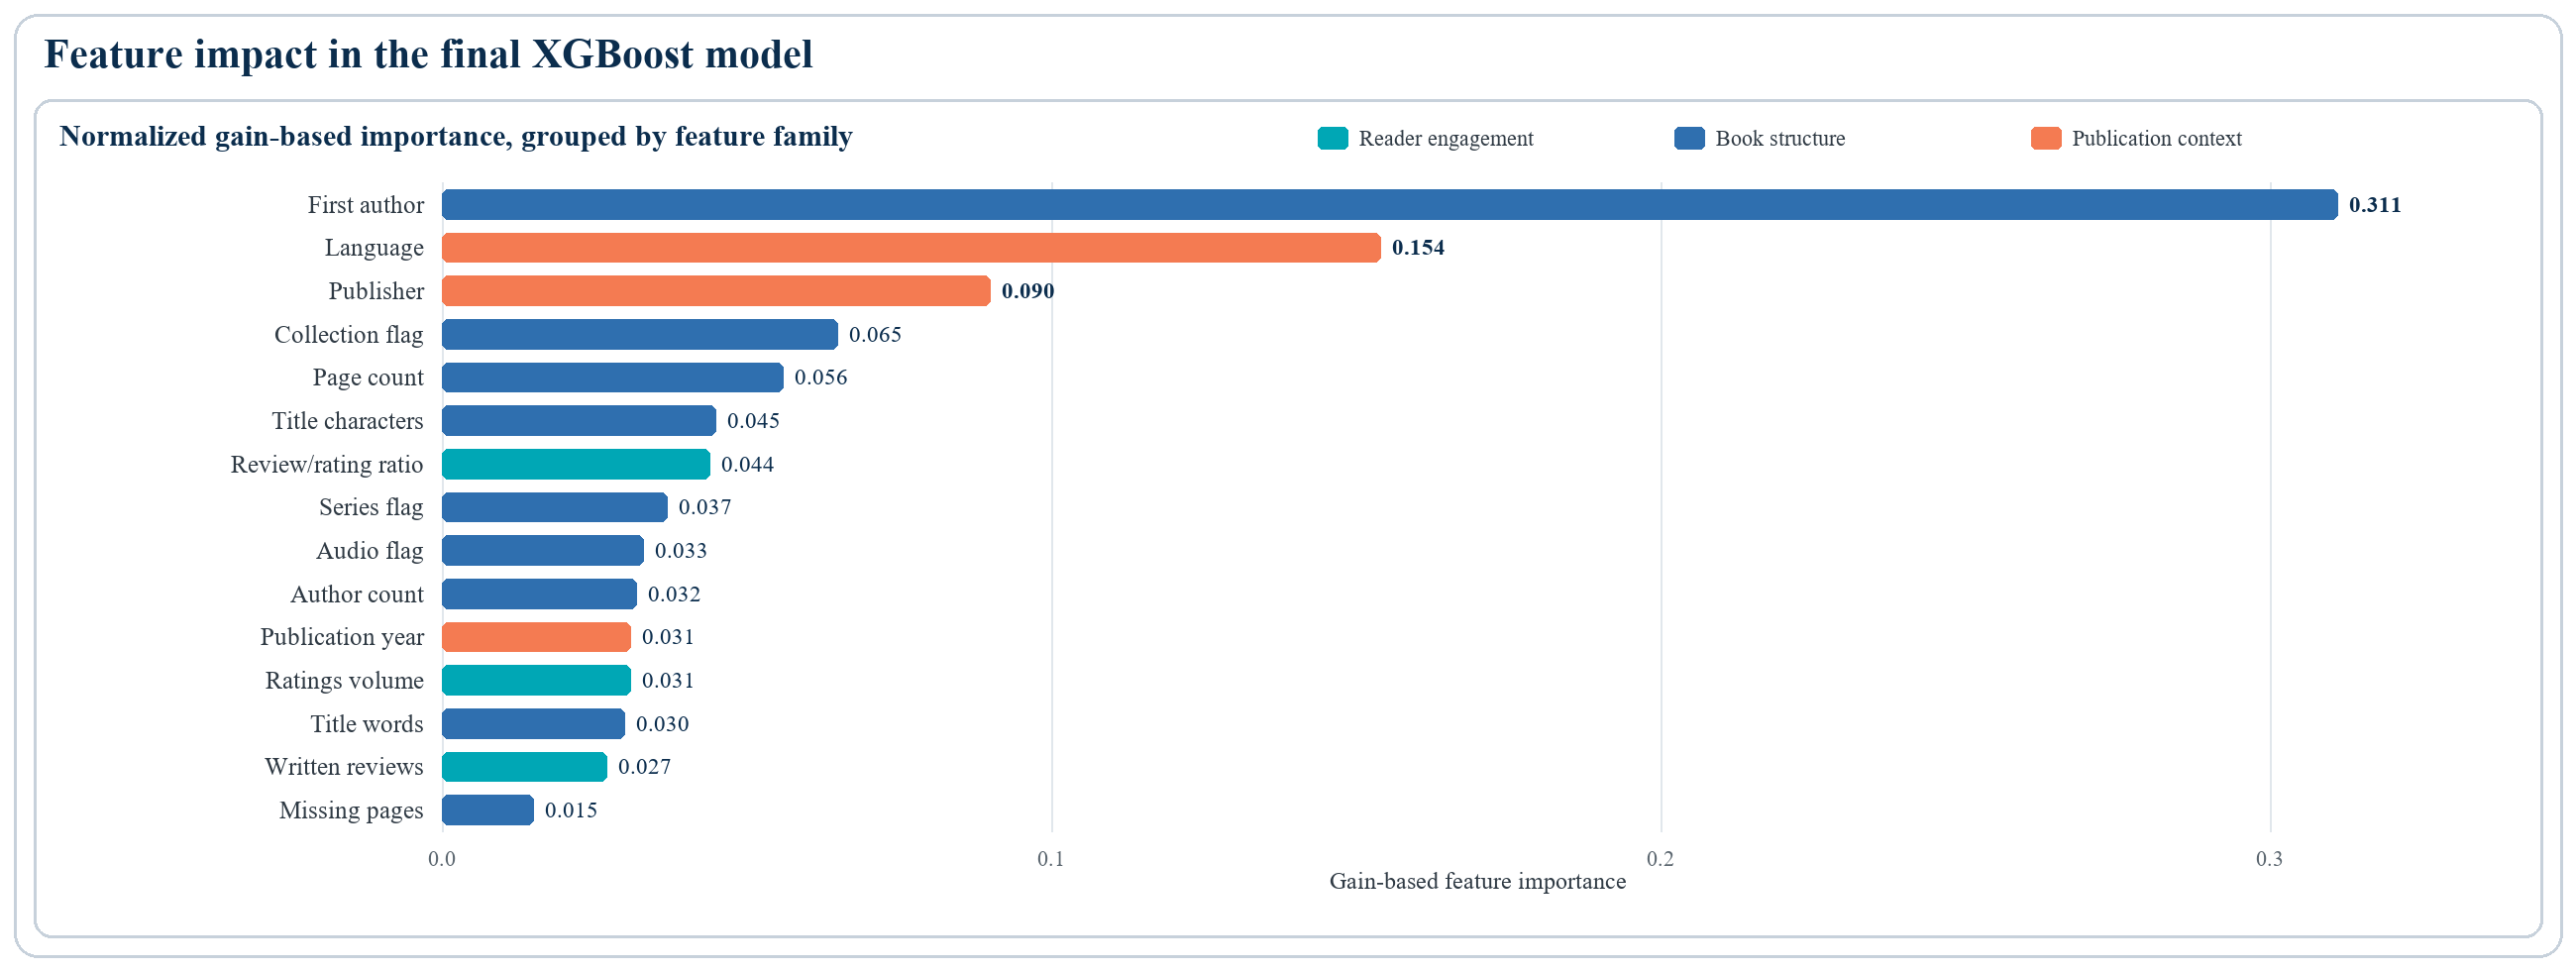 Feature impact in the final XGBoost model
Normalized gain-based importance, grouped by feature family
Reader engagement
Book structure
Publication context
First author 0.311
Language 0.154
Publisher 0.090
Collection flag 0.065
Page count 0.056
Title characters 0.045
Review/rating ratio 0.044
Series flag 0.037
Audio flag 0.033
Author count 0.032
Publication year 0.031
Ratings volume 0.031
Title words 0.030
Written reviews 0.027
Missing pages 0.015
0.0 0.1 0.2 0.3
Gain-based feature importance